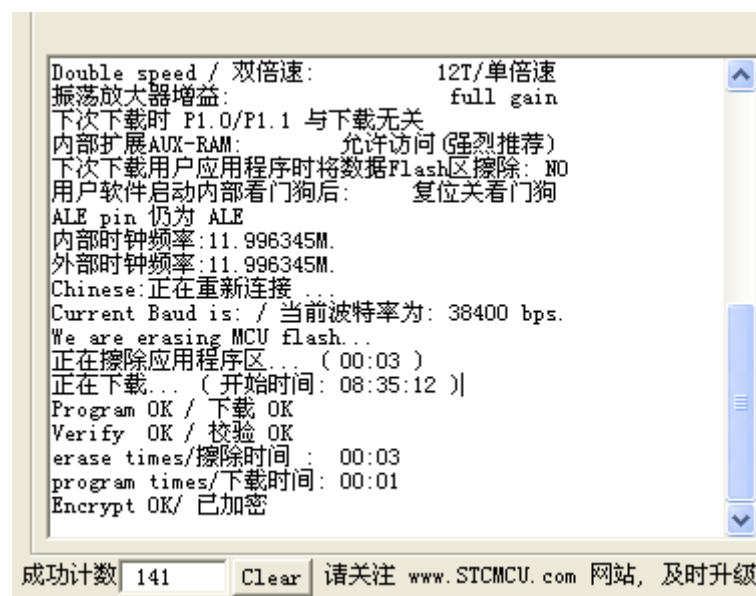 Double speed / 双倍速: 12T/单倍速
振荡放大器增益: full gain
下次下载时 P1.0/P1.1 与下载无关
内部扩展AUX-RAM: 允许访问(强烈推荐)
下次下载用户应用程序时将数据Flash区擦除: NO
用户软件启动内部看门狗后: 复位关看门狗
ALE pin 仍为 ALE
内部时钟频率:11.996345M.
外部时钟频率:11.996345M.
Chinese:正在重新连接 ...
Current Baud is: / 当前波特率为: 38400 bps.
We are erasing MCU flash...
正在擦除应用程序区... ( 00:03 )
正在下载... ( 开始时间: 08:35:12 )
Program OK / 下载 OK
Verify OK / 校验 OK
erase times/擦除时间 : 00:03
program times/下载时间: 00:01
Encrypt OK/ 已加密
成功计数 141 Clear 请关注 www.STCMCU.com 网站, 及时升级